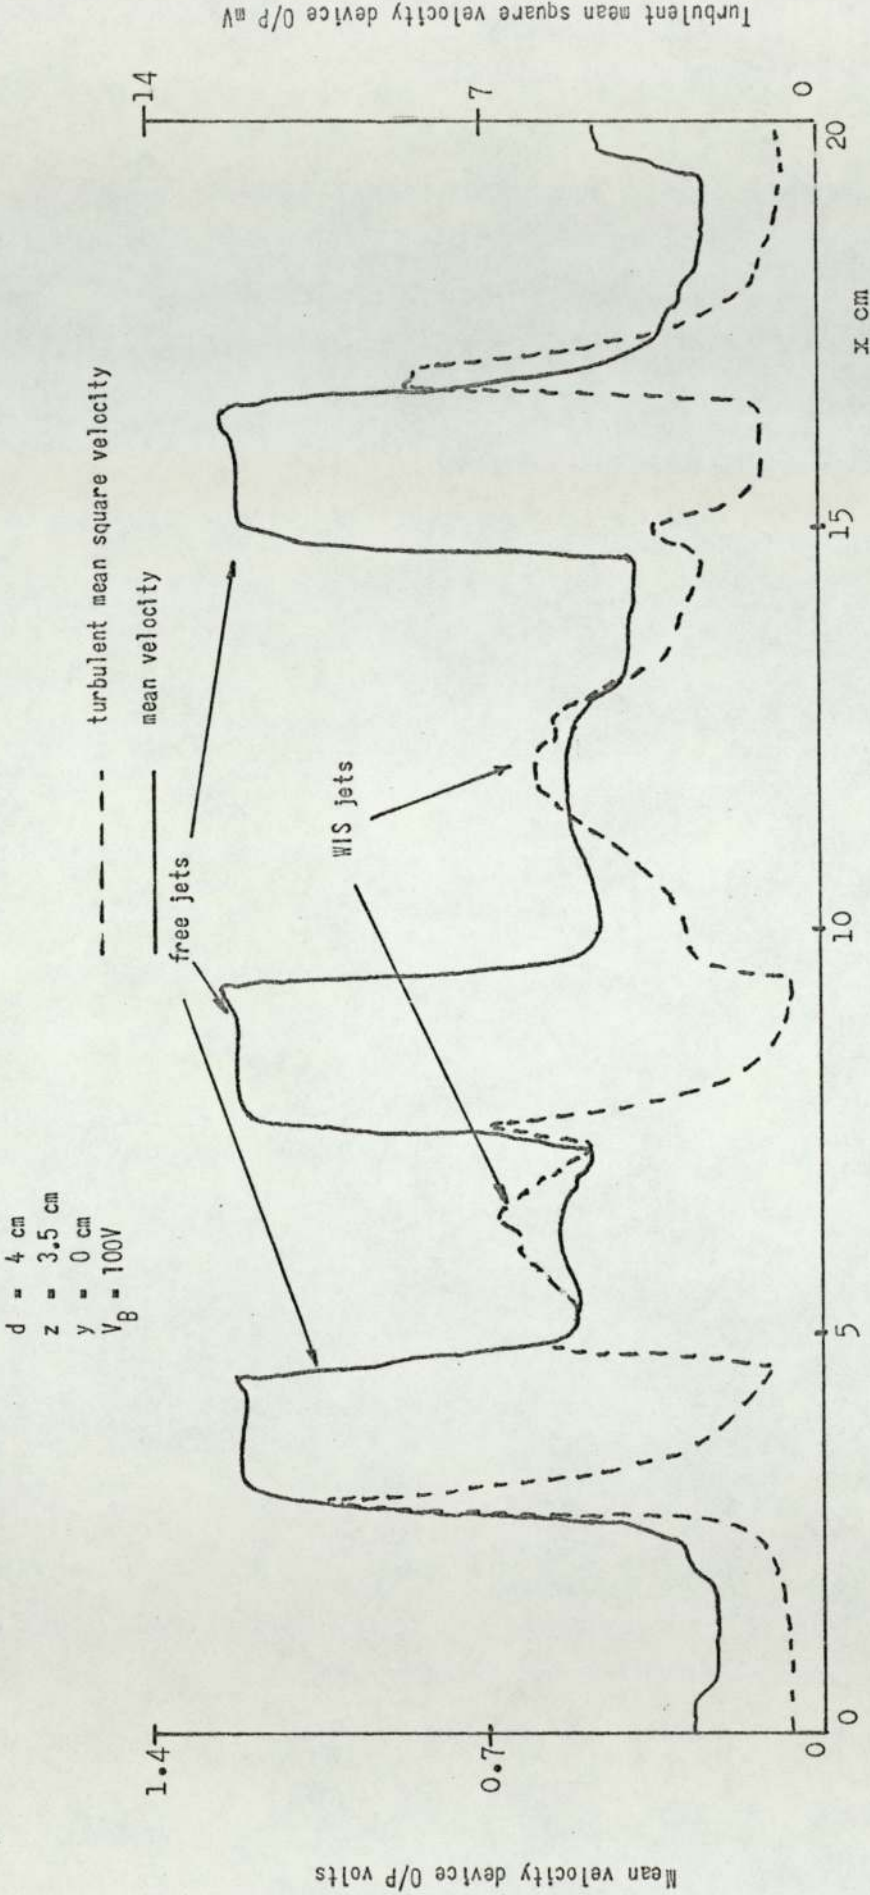 d = 4 cm
z = 3.5 cm
y = 0 cm
V_B = 100V
turbulent mean square velocity
mean velocity
free jets
WIS jets
Mean velocity device O/P volts
1.4
0.7
0
Turbulent mean square velocity device O/P mV
14
7
0
0
5
10
15
20
x cm